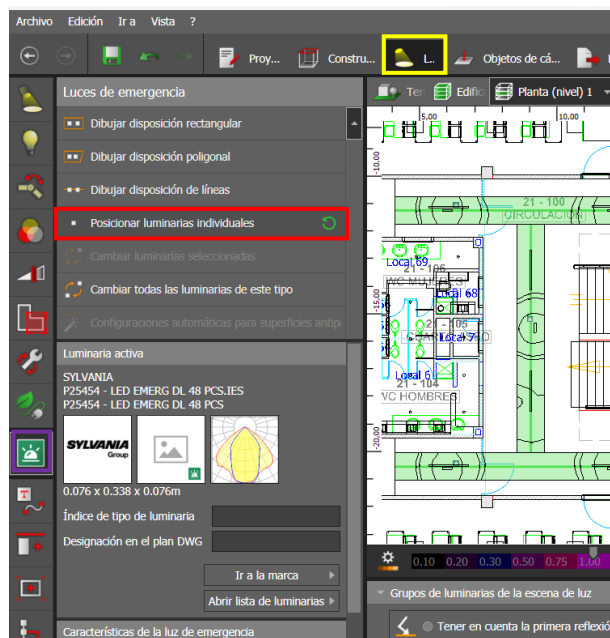 Archivo Edición Ir a Vista ?
Proy... Constru... L.. Objetos de cá...
Luces de emergencia
Edific Planta (nivel) 1
Dibujar disposición rectangular
Dibujar disposición poligonal
Dibujar disposición de líneas
Posicionar luminarias individuales
Cambiar luminarias seleccionadas
Cambiar todas las luminarias de este tipo
para superficies antip
Luminaria activa
SYLVANIA
P25454 - LED EMERG DL 48 PCS.IES
P25454 - LED EMERG DL 48 PCS
SYLVANIA
Group
0.076 x 0.338 x 0.076m
Índice de tipo de luminaria
Designación en el plan DWG
Ir a la marca
Abrir lista de luminarias
Características de la luz de emergencia
5,00 10,00
-10,00
-15,00
-20,00
21 - 100
(CIRCULACION)
Local 69
21 - 106
WC MUJERES
Local 68
21 - 105
Local 7
Local 6
21 - 104
WC HOMBRES
0.10 0.20 0.30 0.50 0.75 1.00
Grupos de luminarias de la escena de luz
Tener en cuenta la primera reflexió